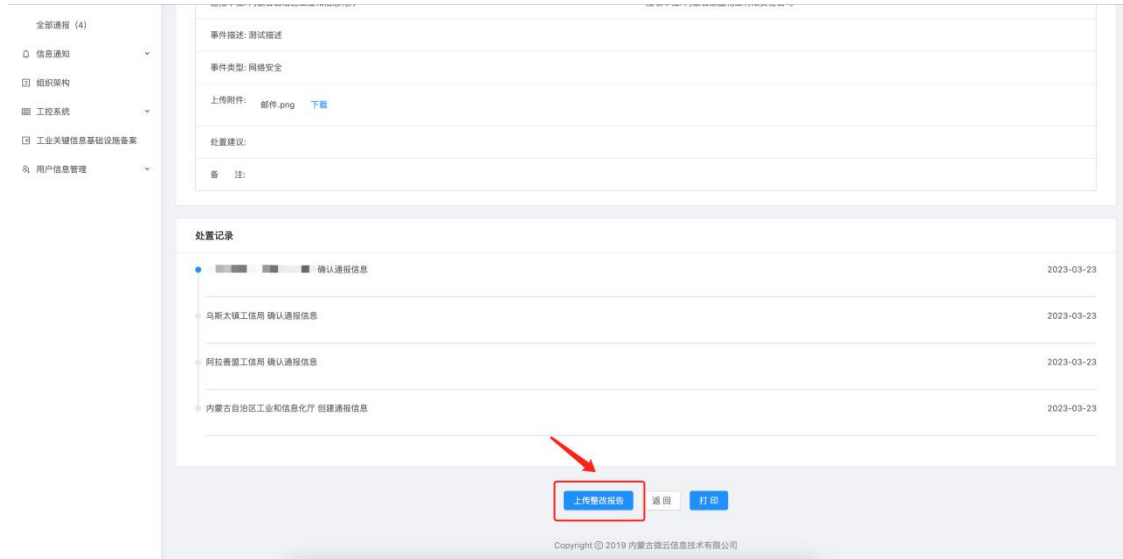 全部通报（4）
信息通知
组织架构
工控系统
工业关键信息基础设施备案
用户信息管理
事件描述: 测试描述
事件类型: 网络安全
上传附件: 邮件.png 下载
处置建议:
备 注:
处置记录
确认通报信息 2023-03-23
乌斯太镇工信局 确认通报信息 2023-03-23
阿拉善盟工信局 确认通报信息 2023-03-23
内蒙古自治区工业和信息化厅 创建通报信息 2023-03-23
上传整改报告 返回 打印
Copyright © 2019 内蒙古微云信息技术有限公司